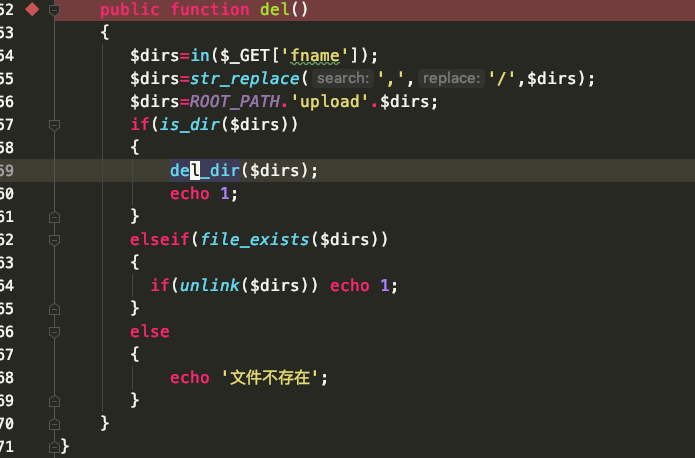 52 public function del()
53 {
54 $dirs=in($_GET['fname']);
55 $dirs=str_replace( search: ',', replace: '/',$dirs);
56 $dirs=ROOT_PATH.'upload'.$dirs;
57 if(is_dir($dirs))
58 {
59 del_dir($dirs);
60 echo 1;
61 }
62 elseif(file_exists($dirs))
63 {
64 if(unlink($dirs)) echo 1;
65 }
66 else
67 {
68 echo '文件不存在';
69 }
70 }
71 }